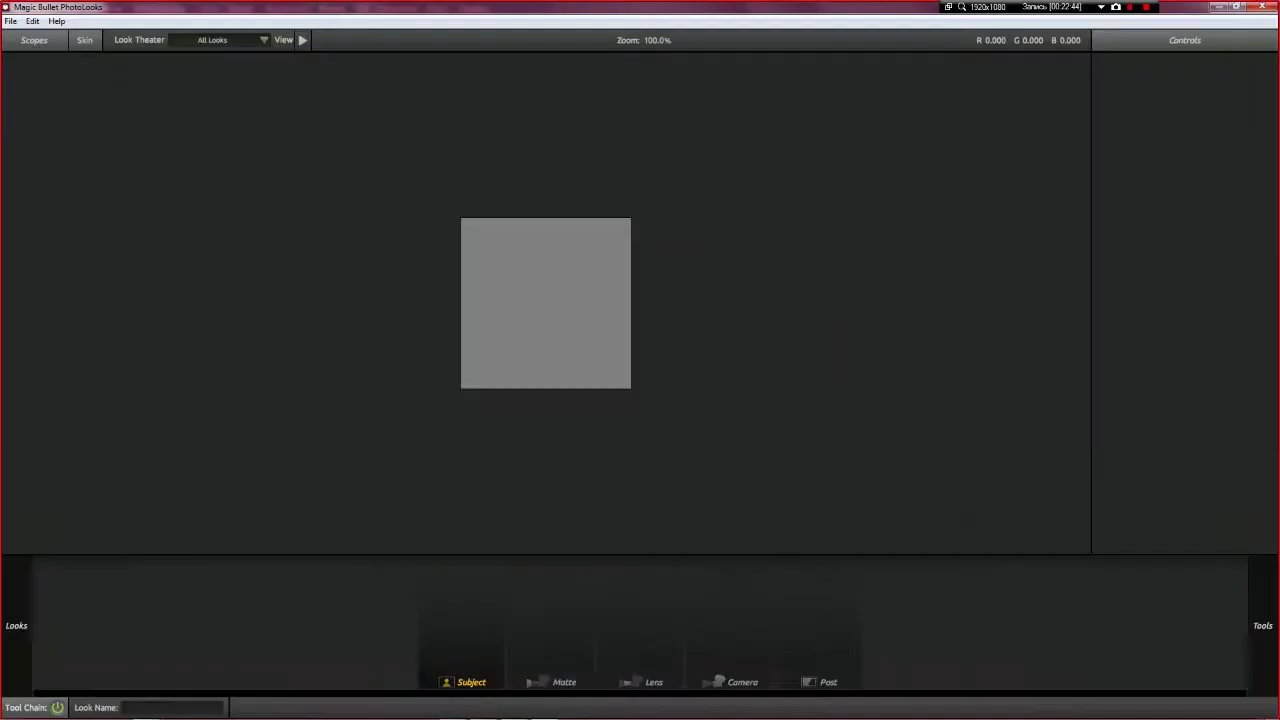 Magic Bullet PhotoLooks
1920x1080
Запись [00:22:44]
File Edit Help
Scopes Skin Look Theater All Looks View Zoom: 100.0% R 0.000 G 0.000 B 0.000 Controls
Looks
Tools
Subject Matte Lens Camera Post
Tool Chain: Look Name: